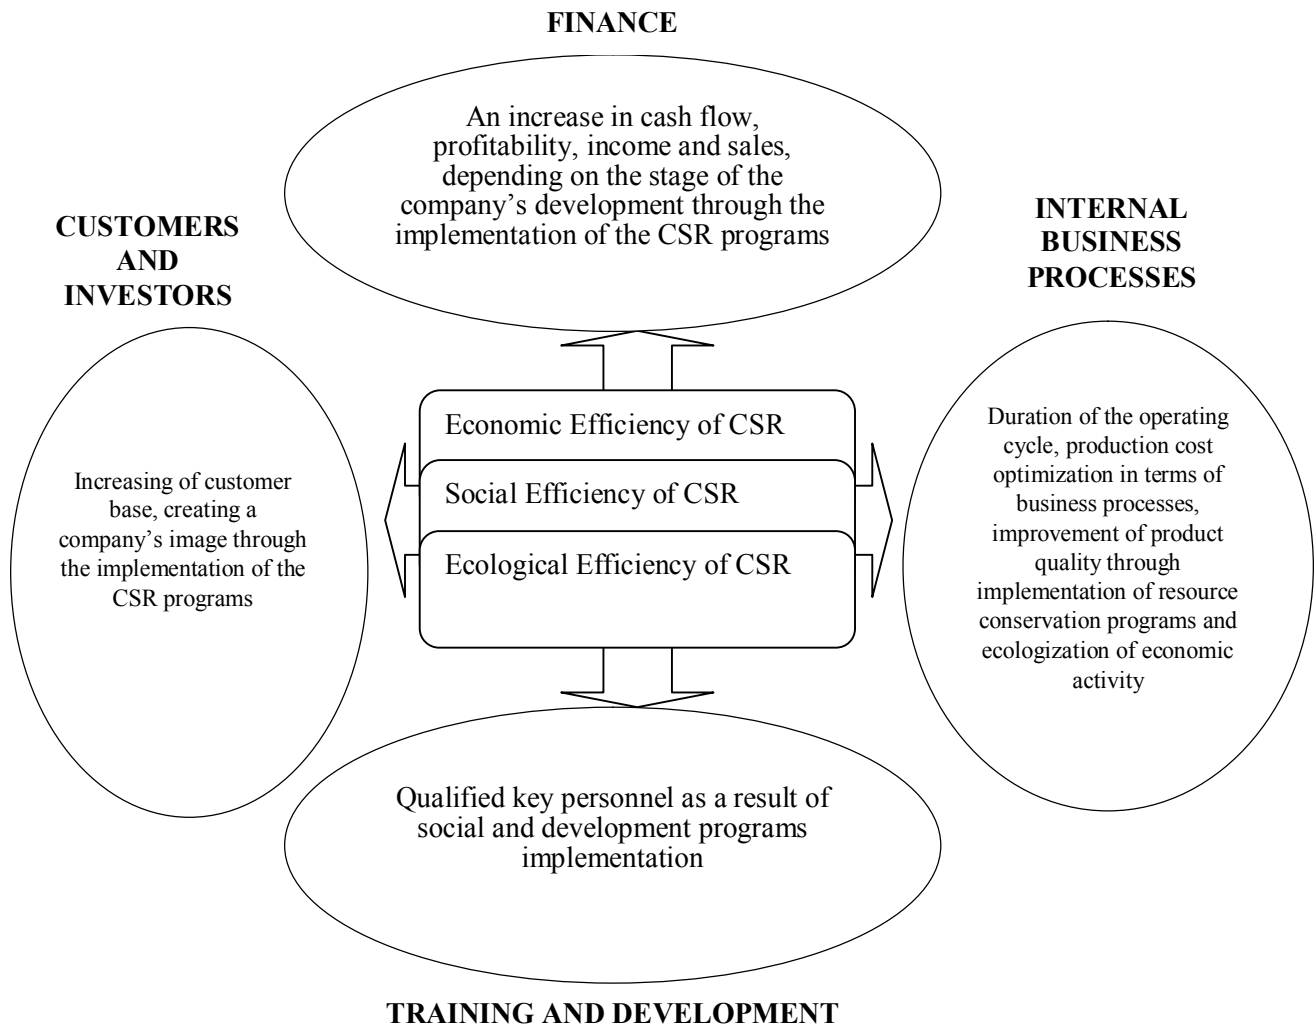 FINANCE
An increase in cash flow,
profitability, income and sales,
depending on the stage of the
company’s development through the
implementation of the CSR programs
CUSTOMERS
AND
INVESTORS
INTERNAL
BUSINESS
PROCESSES
Increasing of customer
base, creating a
company’s image through
the implementation of the
CSR programs
Economic Efficiency of CSR
Social Efficiency of CSR
Ecological Efficiency of CSR
Duration of the operating
cycle, production cost
optimization in terms of
business processes,
improvement of product
quality through
implementation of resource
conservation programs and
ecologization of economic
activity
Qualified key personnel as a result of
social and development programs
implementation
TRAINING AND DEVELOPMENT